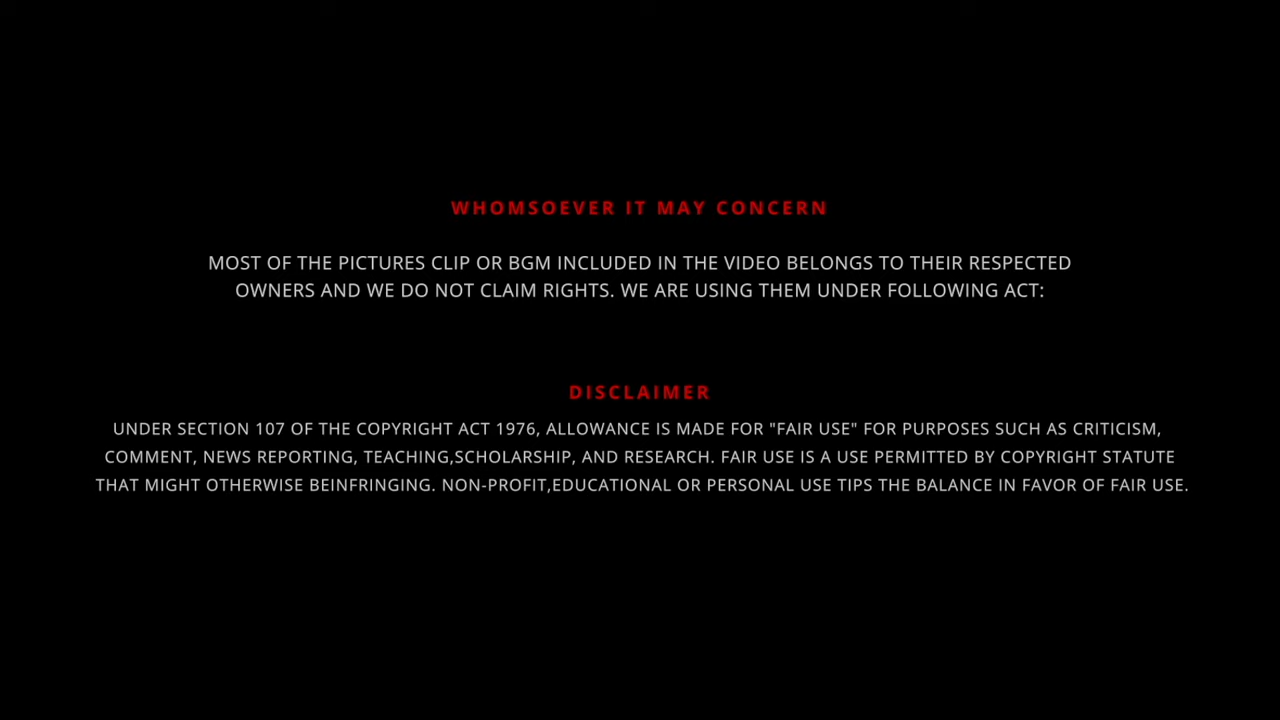 WHOMSOEVER IT MAY CONCERN
MOST OF THE PICTURES CLIP OR BGM INCLUDED IN THE VIDEO BELONGS TO THEIR RESPECTED
OWNERS AND WE DO NOT CLAIM RIGHTS. WE ARE USING THEM UNDER FOLLOWING ACT:
DISCLAIMER
UNDER SECTION 107 OF THE COPYRIGHT ACT 1976, ALLOWANCE IS MADE FOR "FAIR USE" FOR PURPOSES SUCH AS CRITICISM,
COMMENT, NEWS REPORTING, TEACHING,SCHOLARSHIP, AND RESEARCH. FAIR USE IS A USE PERMITTED BY COPYRIGHT STATUTE
THAT MIGHT OTHERWISE BEINFRINGING. NON-PROFIT,EDUCATIONAL OR PERSONAL USE TIPS THE BALANCE IN FAVOR OF FAIR USE.